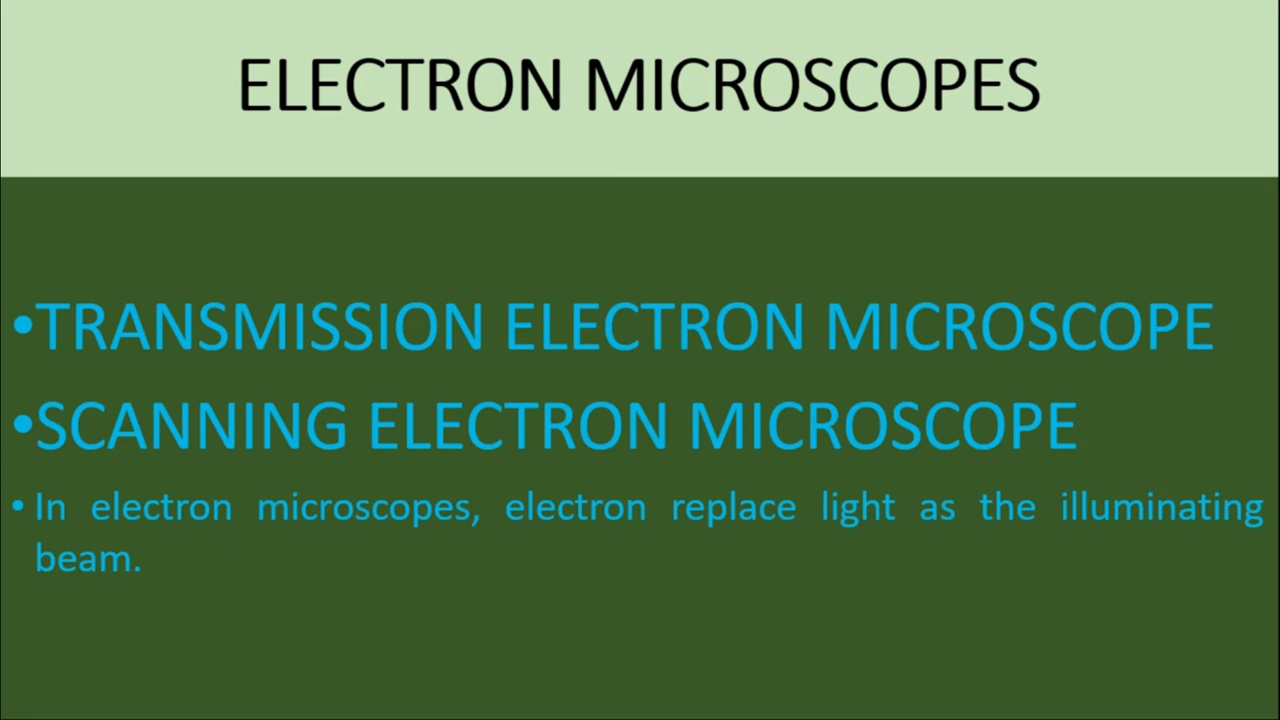 ELECTRON MICROSCOPES
•TRANSMISSION ELECTRON MICROSCOPE
•SCANNING ELECTRON MICROSCOPE
• In electron microscopes, electron replace light as the illuminating
beam.